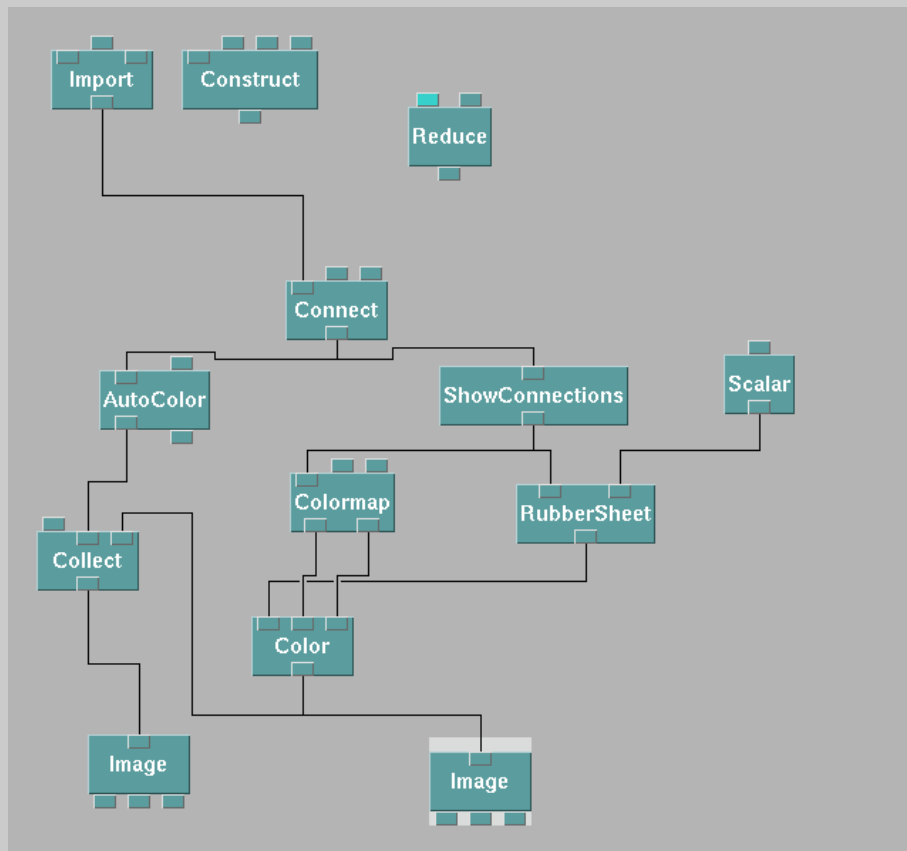 Import
Construct
Reduce
Connect
AutoColor
ShowConnections
Scalar
Colormap
RubberSheet
Collect
Color
Image
Image